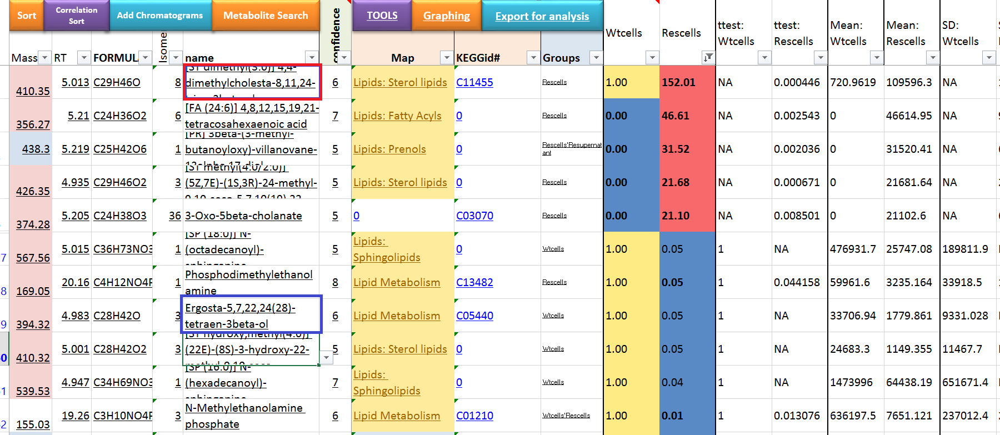 Sort
Correlation
Sort
Add Chromatograms
Metabolite Search
TOOLS
Graphing
Export for analysis
Mass
RT
FORMUL
Isome
name
confidence
Map
KEGGid#
Groups
Wtcells
Rescells
ttest:
Wtcells
ttest:
Rescells
Mean:
Wtcells
Mean:
Rescells
SD:
Wtcells
410.35 5.013 C29H46O 8
[ST dimethyl(3:0)] 4,4-
dimethylcholesta-8,11,24-
6 Lipids: Sterol lipids C11455 Rescells 1.00 152.01 NA 0.000446 720.9619 109596.3 NA
356.27 5.21 C24H36O2 6
[FA (24:6)] 4,8,12,15,19,21-
tetracosahexaenoic acid
7 Lipids: Fatty Acyls 0 Rescells 0.00 46.61 NA 0.002543 0 46614.95 NA
438.3 5.219 C25H42O6 1
[PR] 3beta-(3-methyl-
butanoyloxy)-villanovane-
5 Lipids: Prenols 0
Rescells'Resupernat
ant
0.00 31.52 NA 0.002036 0 31520.41 NA
426.35 4.935 C29H46O2 3
[ST methyl(4:0/2:0)]
(5Z,7E)-(1S,3R)-24-methyl-
5 Lipids: Sterol lipids 0 Rescells 0.00 21.68 NA 0.000671 0 21681.64 NA
374.28 5.205 C24H38O3 36 3-Oxo-5beta-cholanate 5 0 C03070 Rescells 0.00 21.10 NA 0.008501 0 21102.6 NA
7 567.56 5.015 C36H73NO3 1
[SP (18:0)] N-
(octadecanoyl)-
5 Lipids:
Sphingolipids
0 Wtcells 1.00 0.05 1 NA 476931.7 25747.08 189811.9
8 169.05 20.16 C4H12NO4P 1
Phosphodimethylethanol
amine
8 Lipid Metabolism C13482 Rescells 1.00 0.05 1 0.044158 59961.6 3235.164 33918.5
9 394.32 4.983 C28H42O 3
Ergosta-5,7,22,24(28)-
tetraen-3beta-ol
6 Lipid Metabolism C05440 Wtcells 1.00 0.05 1 NA 33706.94 1779.861 9331.028
0 410.32 5.001 C28H42O2 3
[ST hydroxy,methyl(4:0)]
(22E)-(8S)-3-hydroxy-22-
5 Lipids: Sterol lipids 0 Wtcells 1.00 0.05 1 NA 24683.3 1149.355 11467.7
1 539.53 4.947 C34H69NO3 1
[SP (16:0)] N-
(hexadecanoyl)-
7 Lipids:
Sphingolipids
0 Wtcells 1.00 0.04 1 NA 1473996 64438.19 651671.4
2 155.03 19.26 C3H10NO4P 3
N-Methylethanolamine
phosphate
6 Lipid Metabolism C01210 Wtcells'Rescells 1.00 0.01 1 0.013076 636197.5 7651.121 237012.4